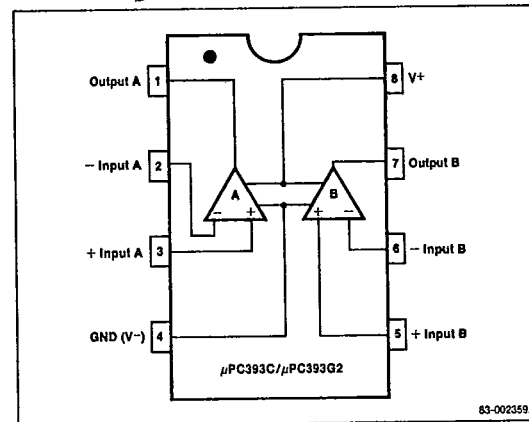 Output A 1
8 V+
- Input A 2
7 Output B
A
B
- +
+ -
+ Input A 3
6 - Input B
GND (V-) 4
5 + Input B
μPC393C/μPC393G2
83-002359